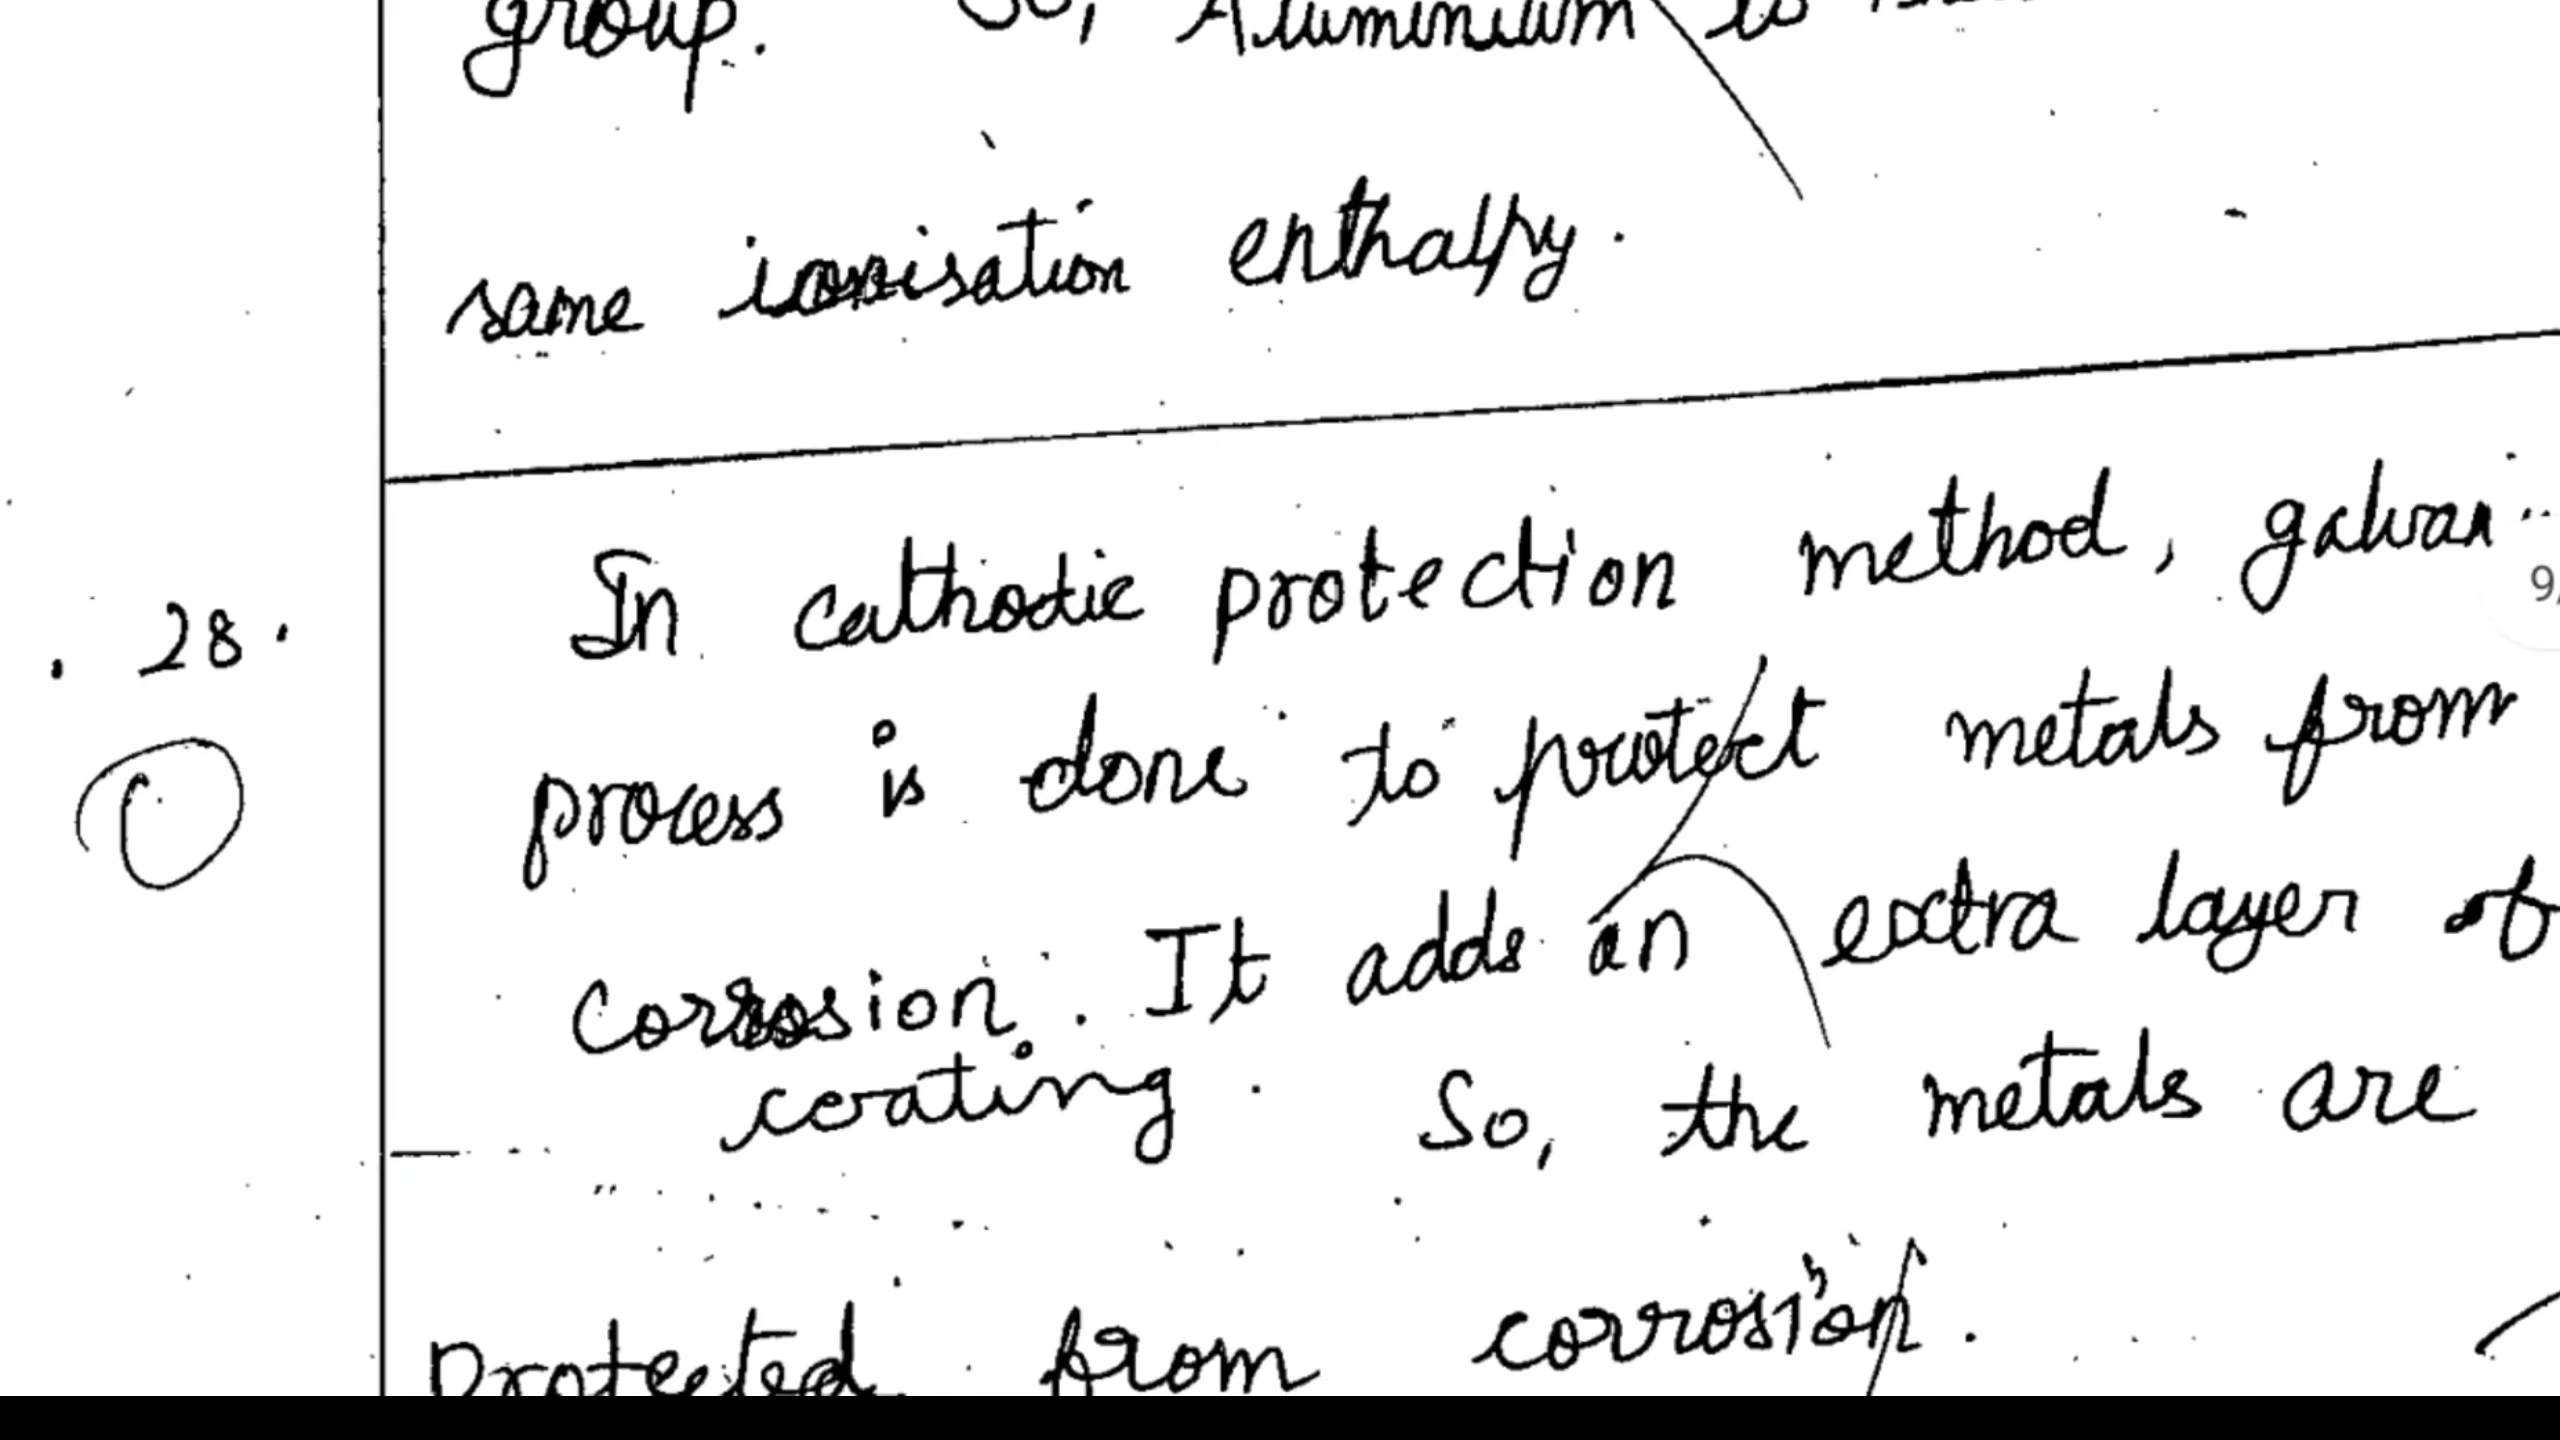 group. So, Aluminium
same ionisation enthalpy.
28. In cathodic protection method, galvan
process is done to protect metals from
corrosion. It adds an extra layer of
coating. So, the metals are
protected from corrosion.